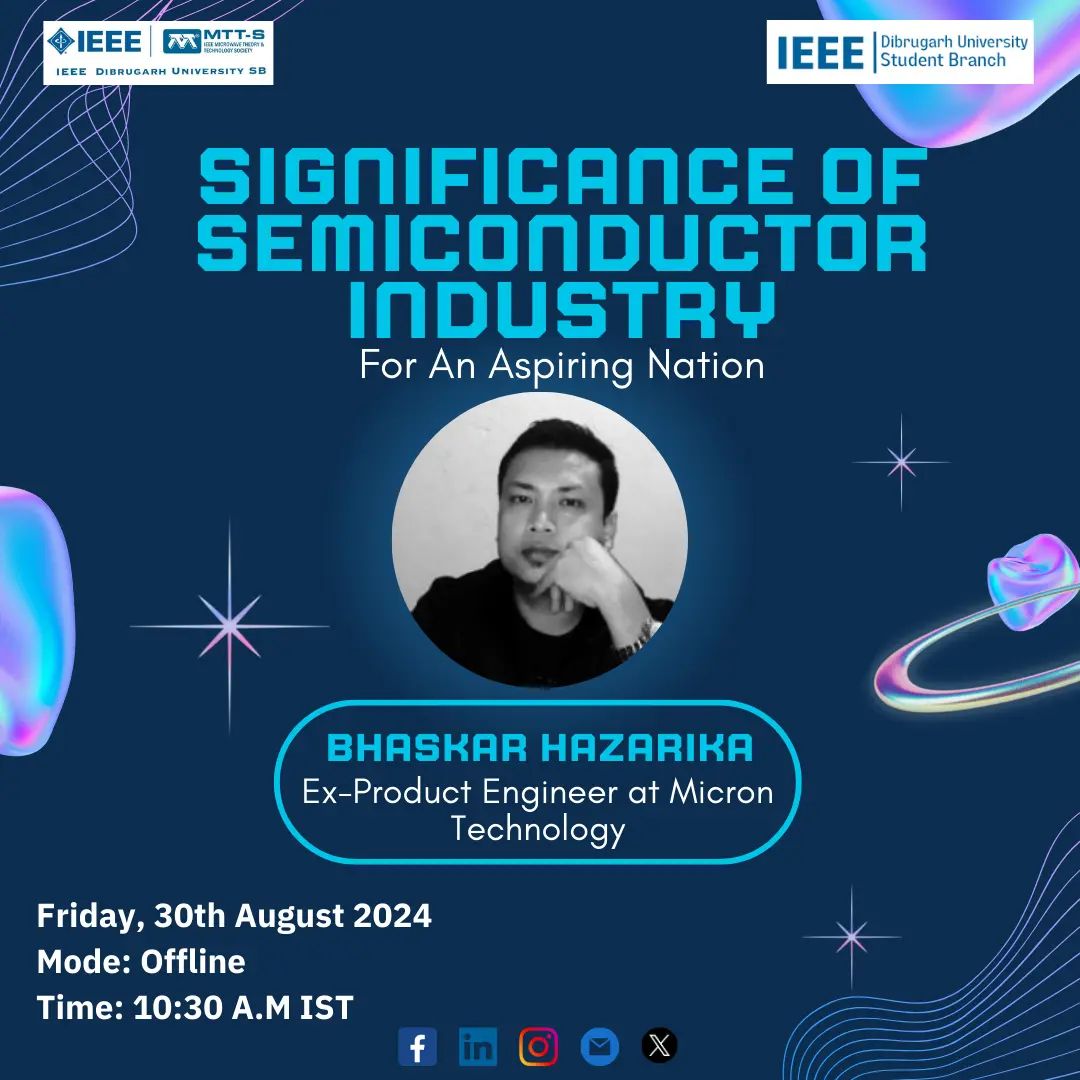 IEEE MTT-S
IEEE MICROWAVE THEORY &
TECHNOLOGY SOCIETY
IEEE DIBRUGARH UNIVERSITY SB
IEEE Dibrugarh University
Student Branch
SIGNIFICANCE OF
SEMICONDUCTOR
INDUSTRY
For An Aspiring Nation
BHASKAR HAZARIKA
Ex-Product Engineer at Micron
Technology
Friday, 30th August 2024
Mode: Offline
Time: 10:30 A.M IST